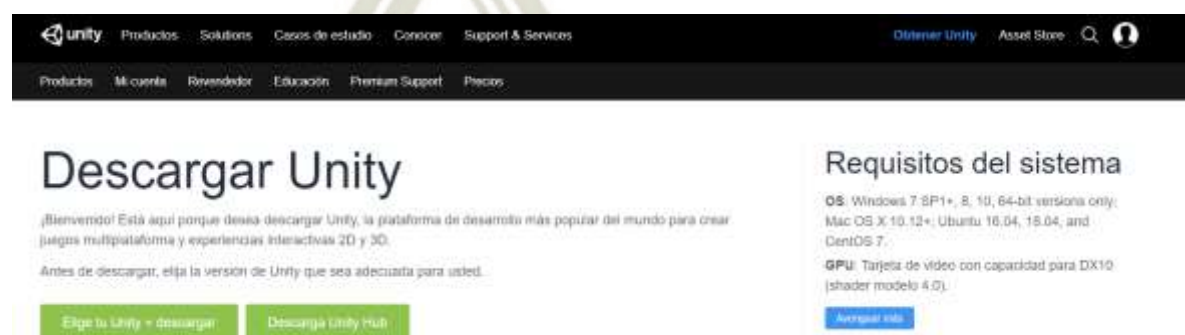 unity Productos Solutions Casos de estudio Conocer Support & Services Obtener Unity Asset Store
Productos Mi cuenta Revendedor Educación Premium Support Precios
Descargar Unity
¡Bienvenido! Está aquí porque desea descargar Unity, la plataforma de desarrollo más popular del mundo para crear
juegos multiplataforma y experiencias interactivas 2D y 3D.
Antes de descargar, elija la versión de Unity que sea adecuada para usted.
Elige tu Unity + descargar Descarga Unity Hub
Requisitos del sistema
OS: Windows 7 SP1+, 8, 10, 64-bit versions only;
Mac OS X 10.12+; Ubuntu 16.04, 18.04, and
CentOS 7.
GPU: Tarjeta de video con capacidad para DX10
(shader modelo 4.0).
Averiguar más